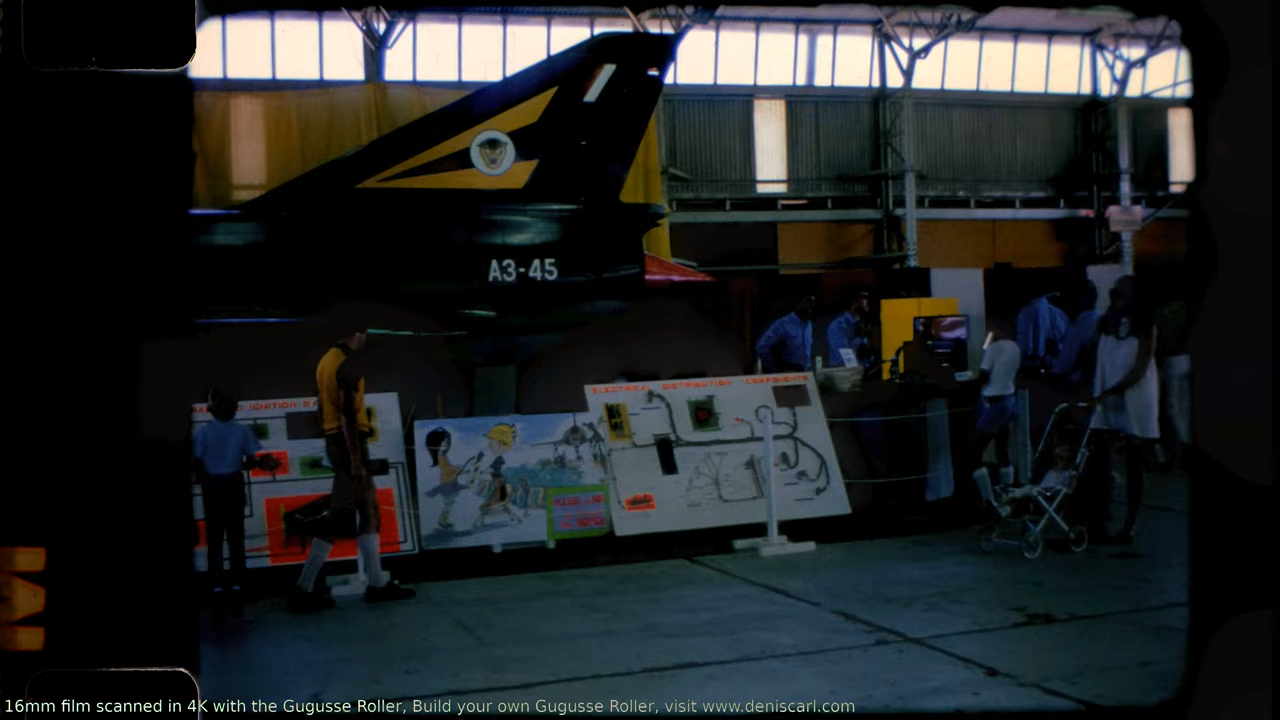 A3-45
IGNITION
ELECTRICAL DISTRIBUTION COMPONENTS
16mm film scanned in 4K with the Gugusse Roller, Build your own Gugusse Roller, visit www.deniscarl.com